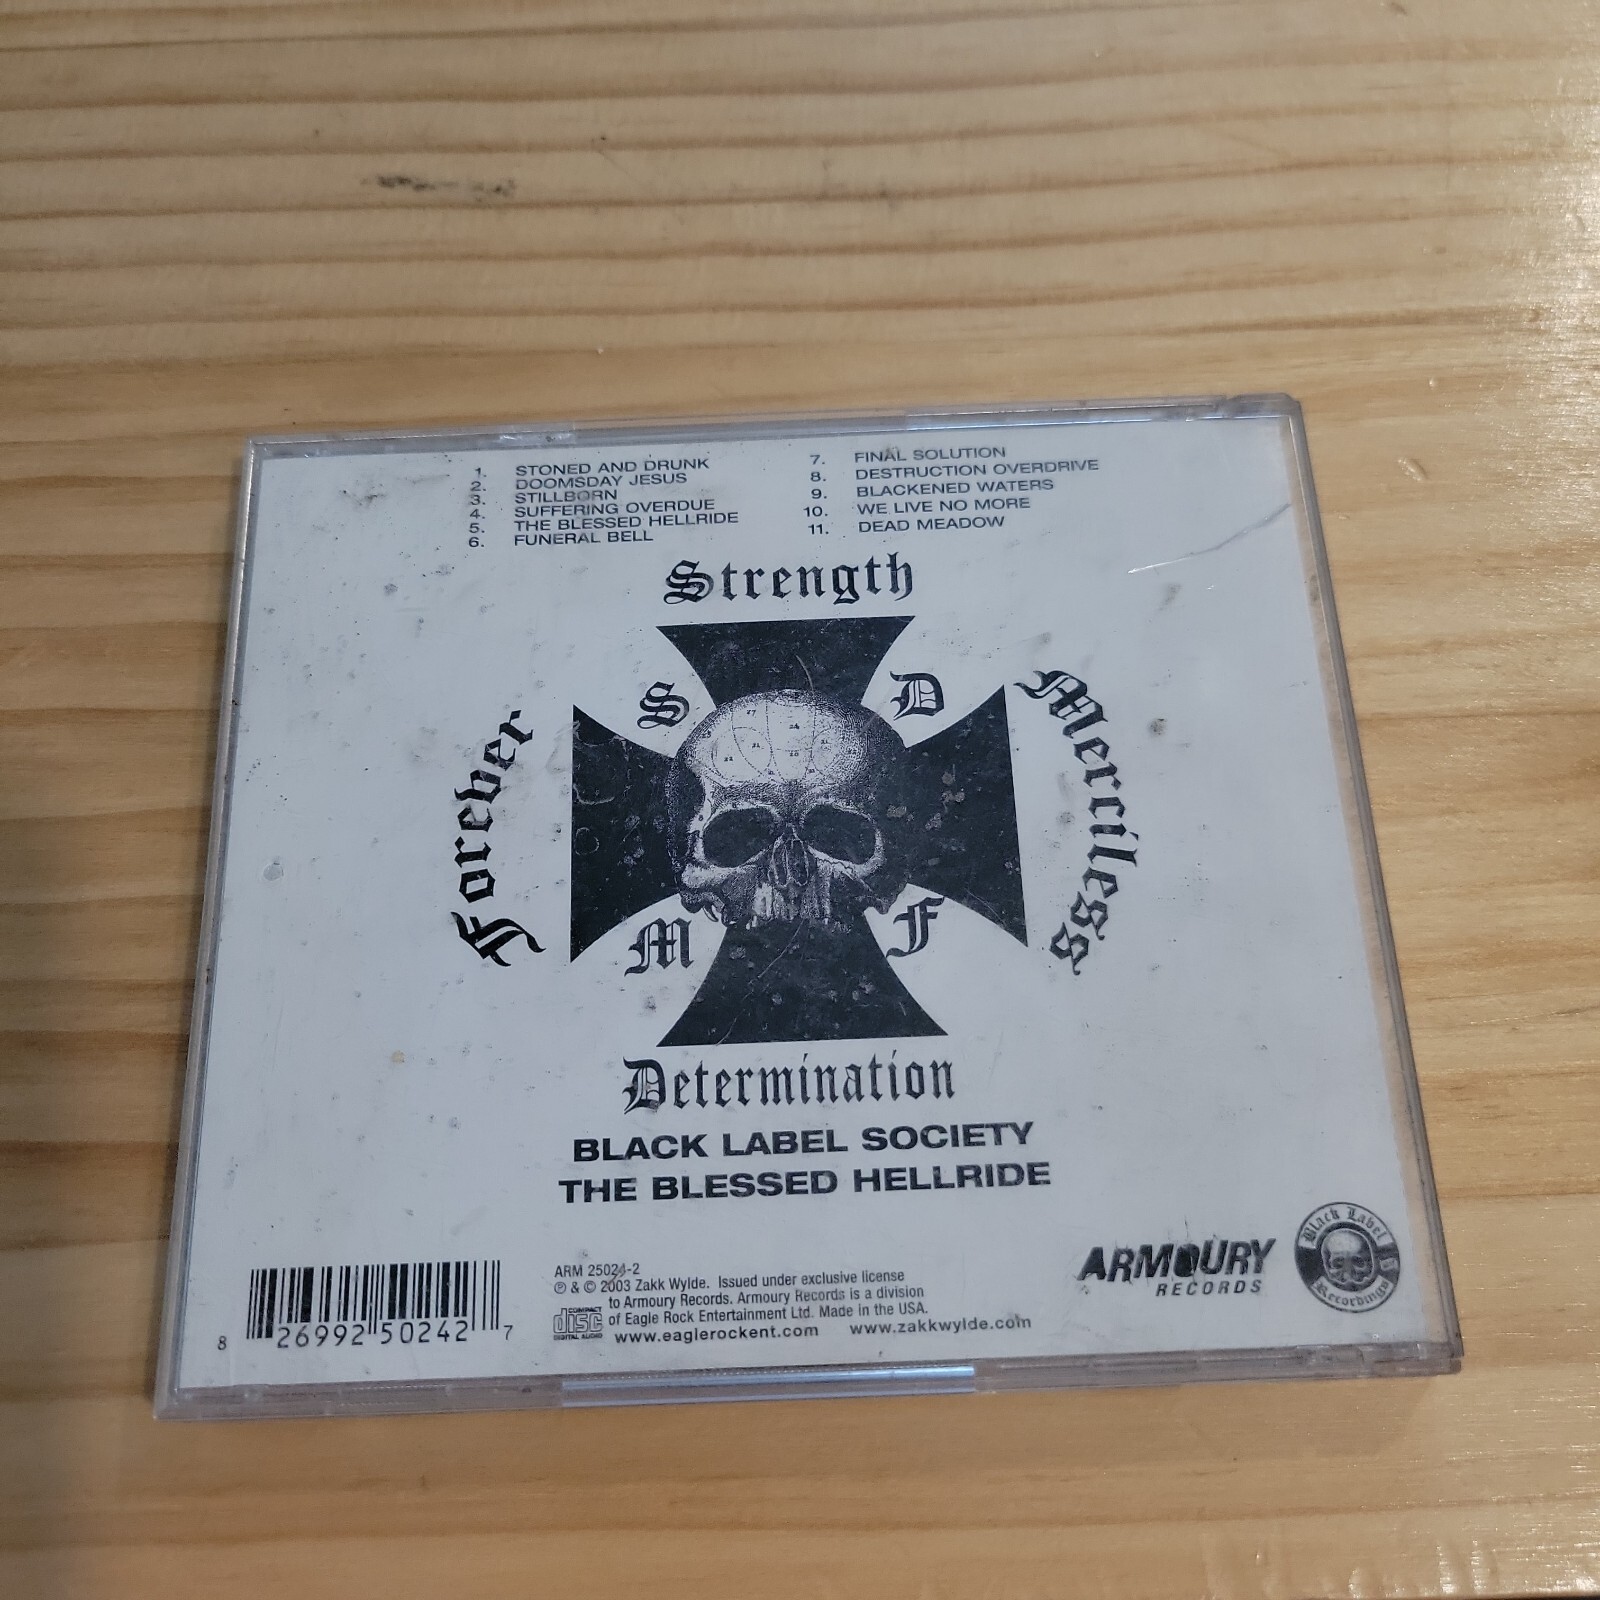 1. STONED AND DRUNK
2. DOOMSDAY JESUS
3. STILLBORN
4. SUFFERING OVERDUE
5. THE BLESSED HELLRIDE
6. FUNERAL BELL
7. FINAL SOLUTION
8. DESTRUCTION OVERDRIVE
9. BLACKENED WATERS
10. WE LIVE NO MORE
11. DEAD MEADOW
Strength
S D
Forever
Merciless
M F
Determination
BLACK LABEL SOCIETY
THE BLESSED HELLRIDE
8 26992 50242 7
ARM 25024-2
℗ & © 2003 Zakk Wylde. Issued under exclusive license
to Armoury Records. Armoury Records is a division
of Eagle Rock Entertainment Ltd. Made in the USA.
www.eaglerockent.com www.zakkwylde.com
COMPACT
disc
DIGITAL AUDIO
ARMOURY
RECORDS
Black Label
Recordings